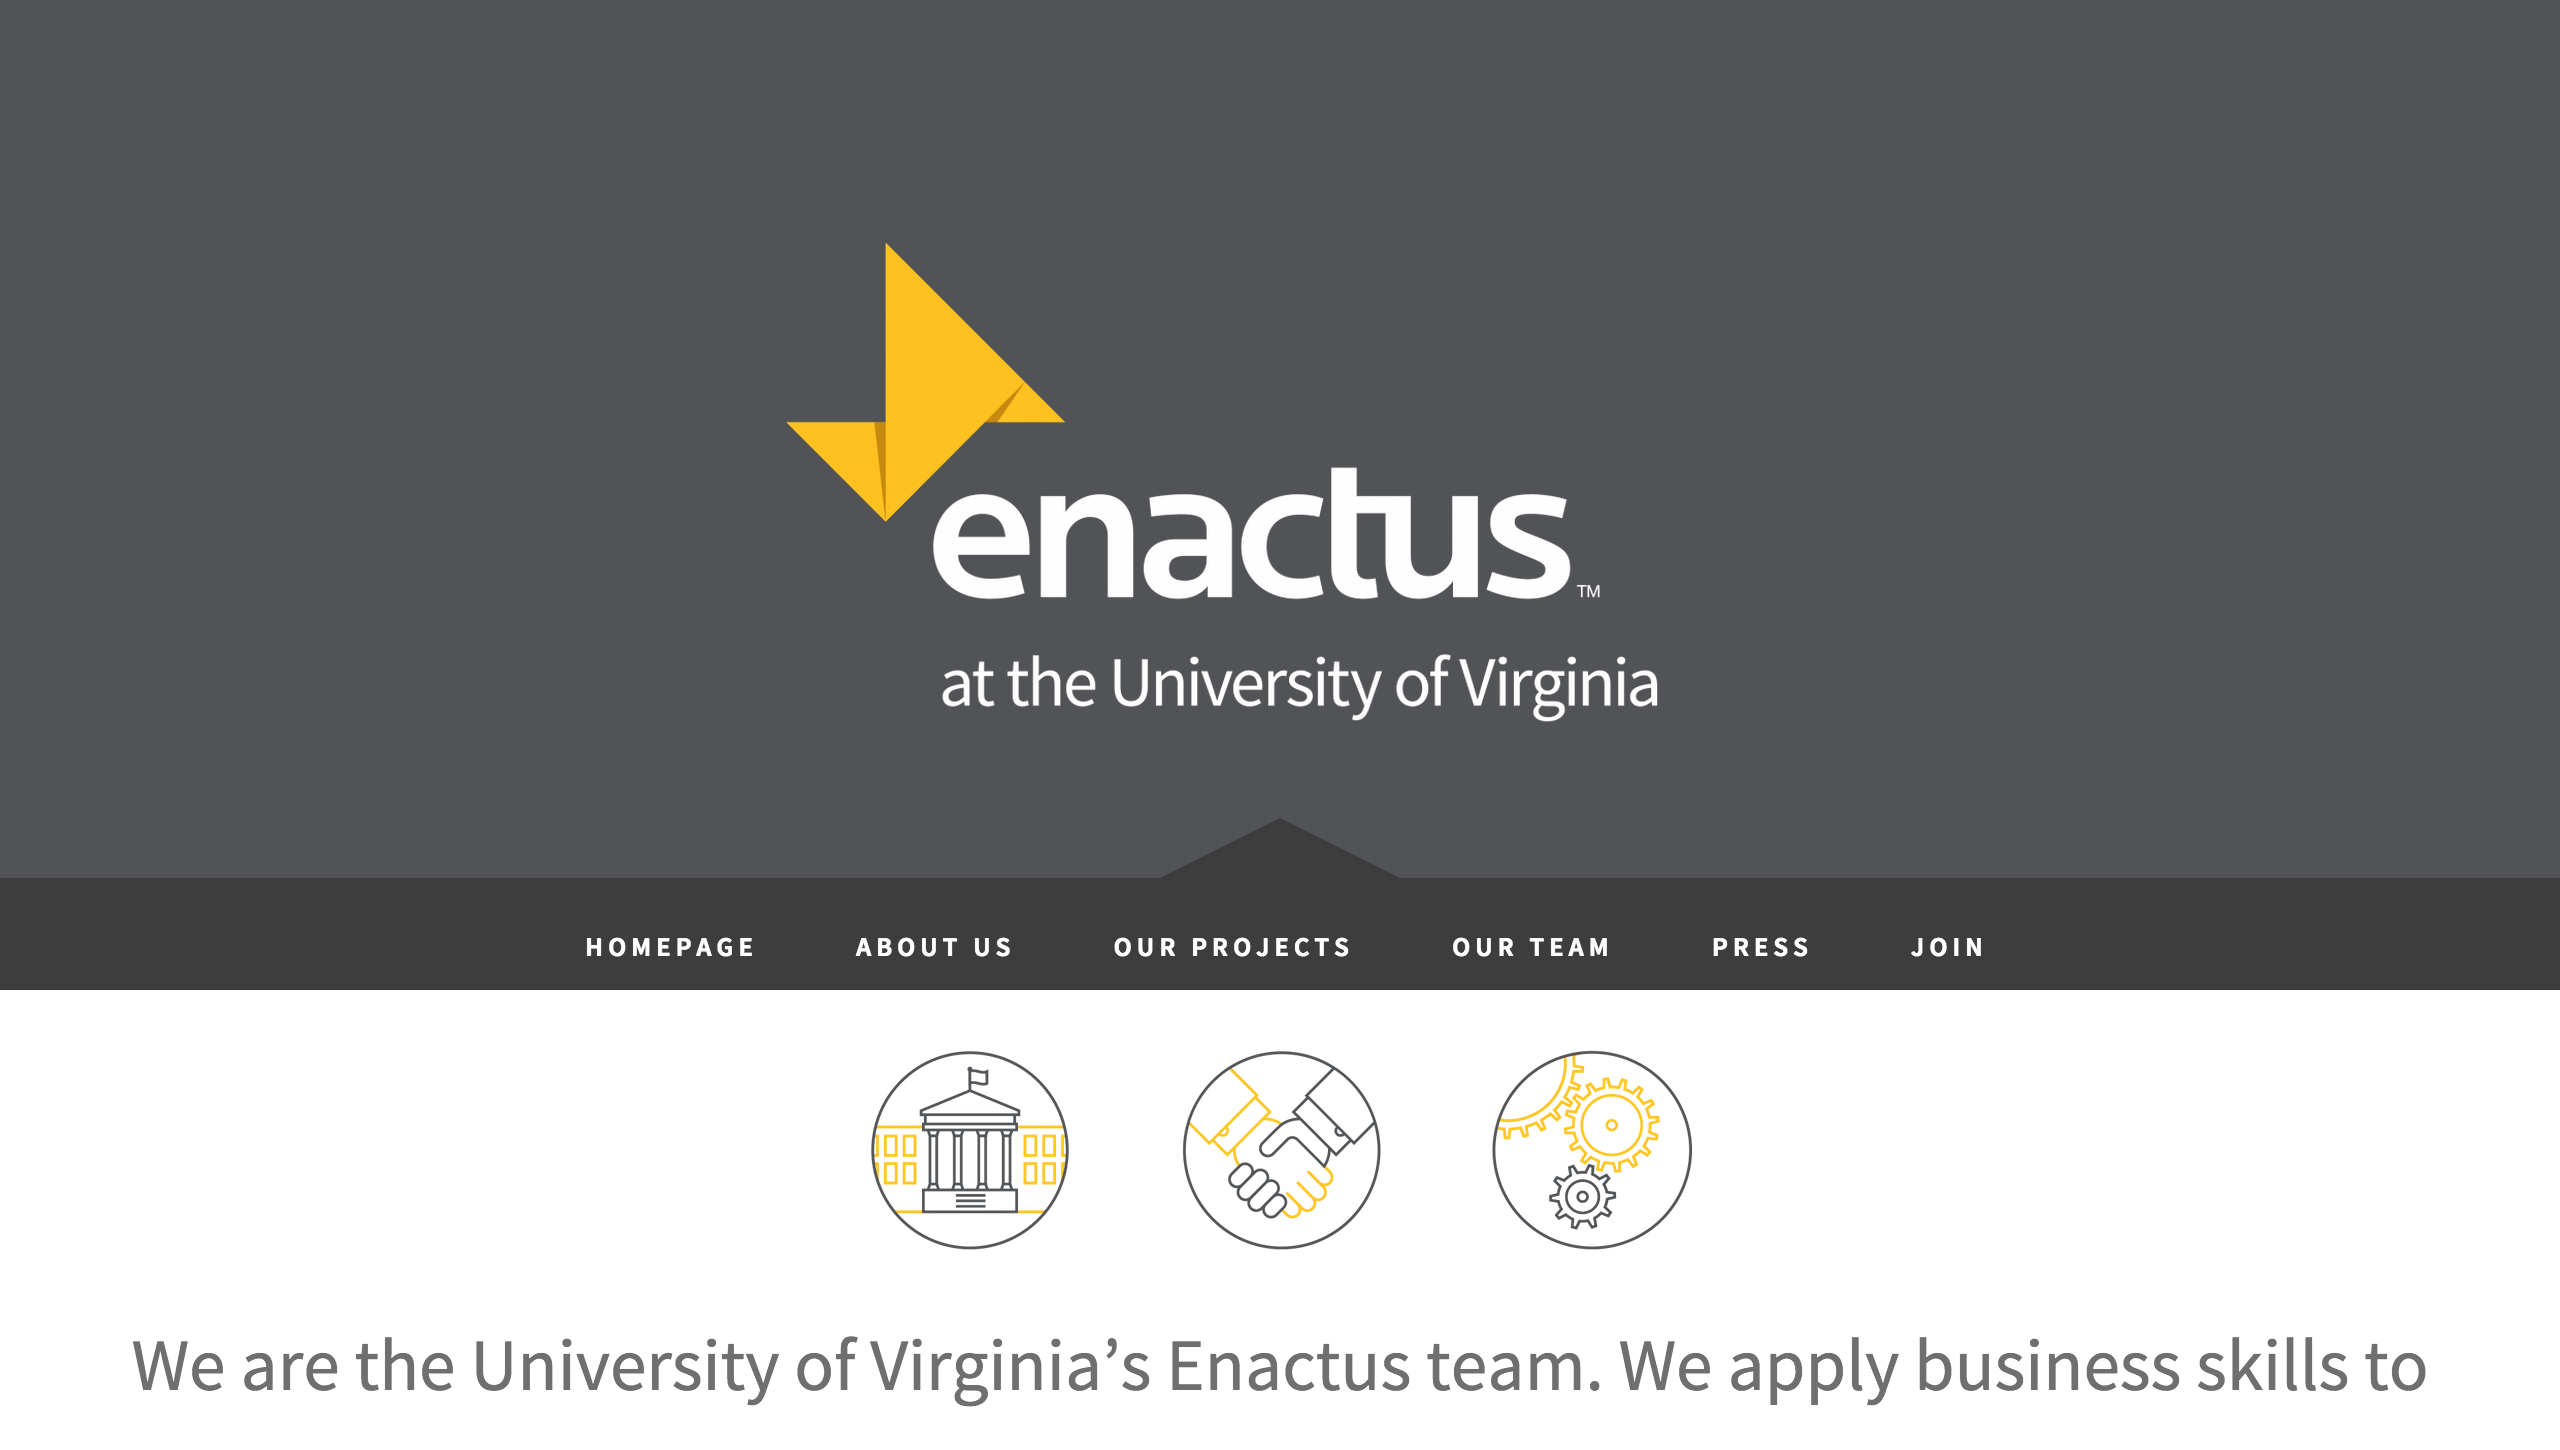 enactus™
at the University of Virginia
HOMEPAGE ABOUT US OUR PROJECTS OUR TEAM PRESS JOIN
We are the University of Virginia’s Enactus team. We apply business skills to